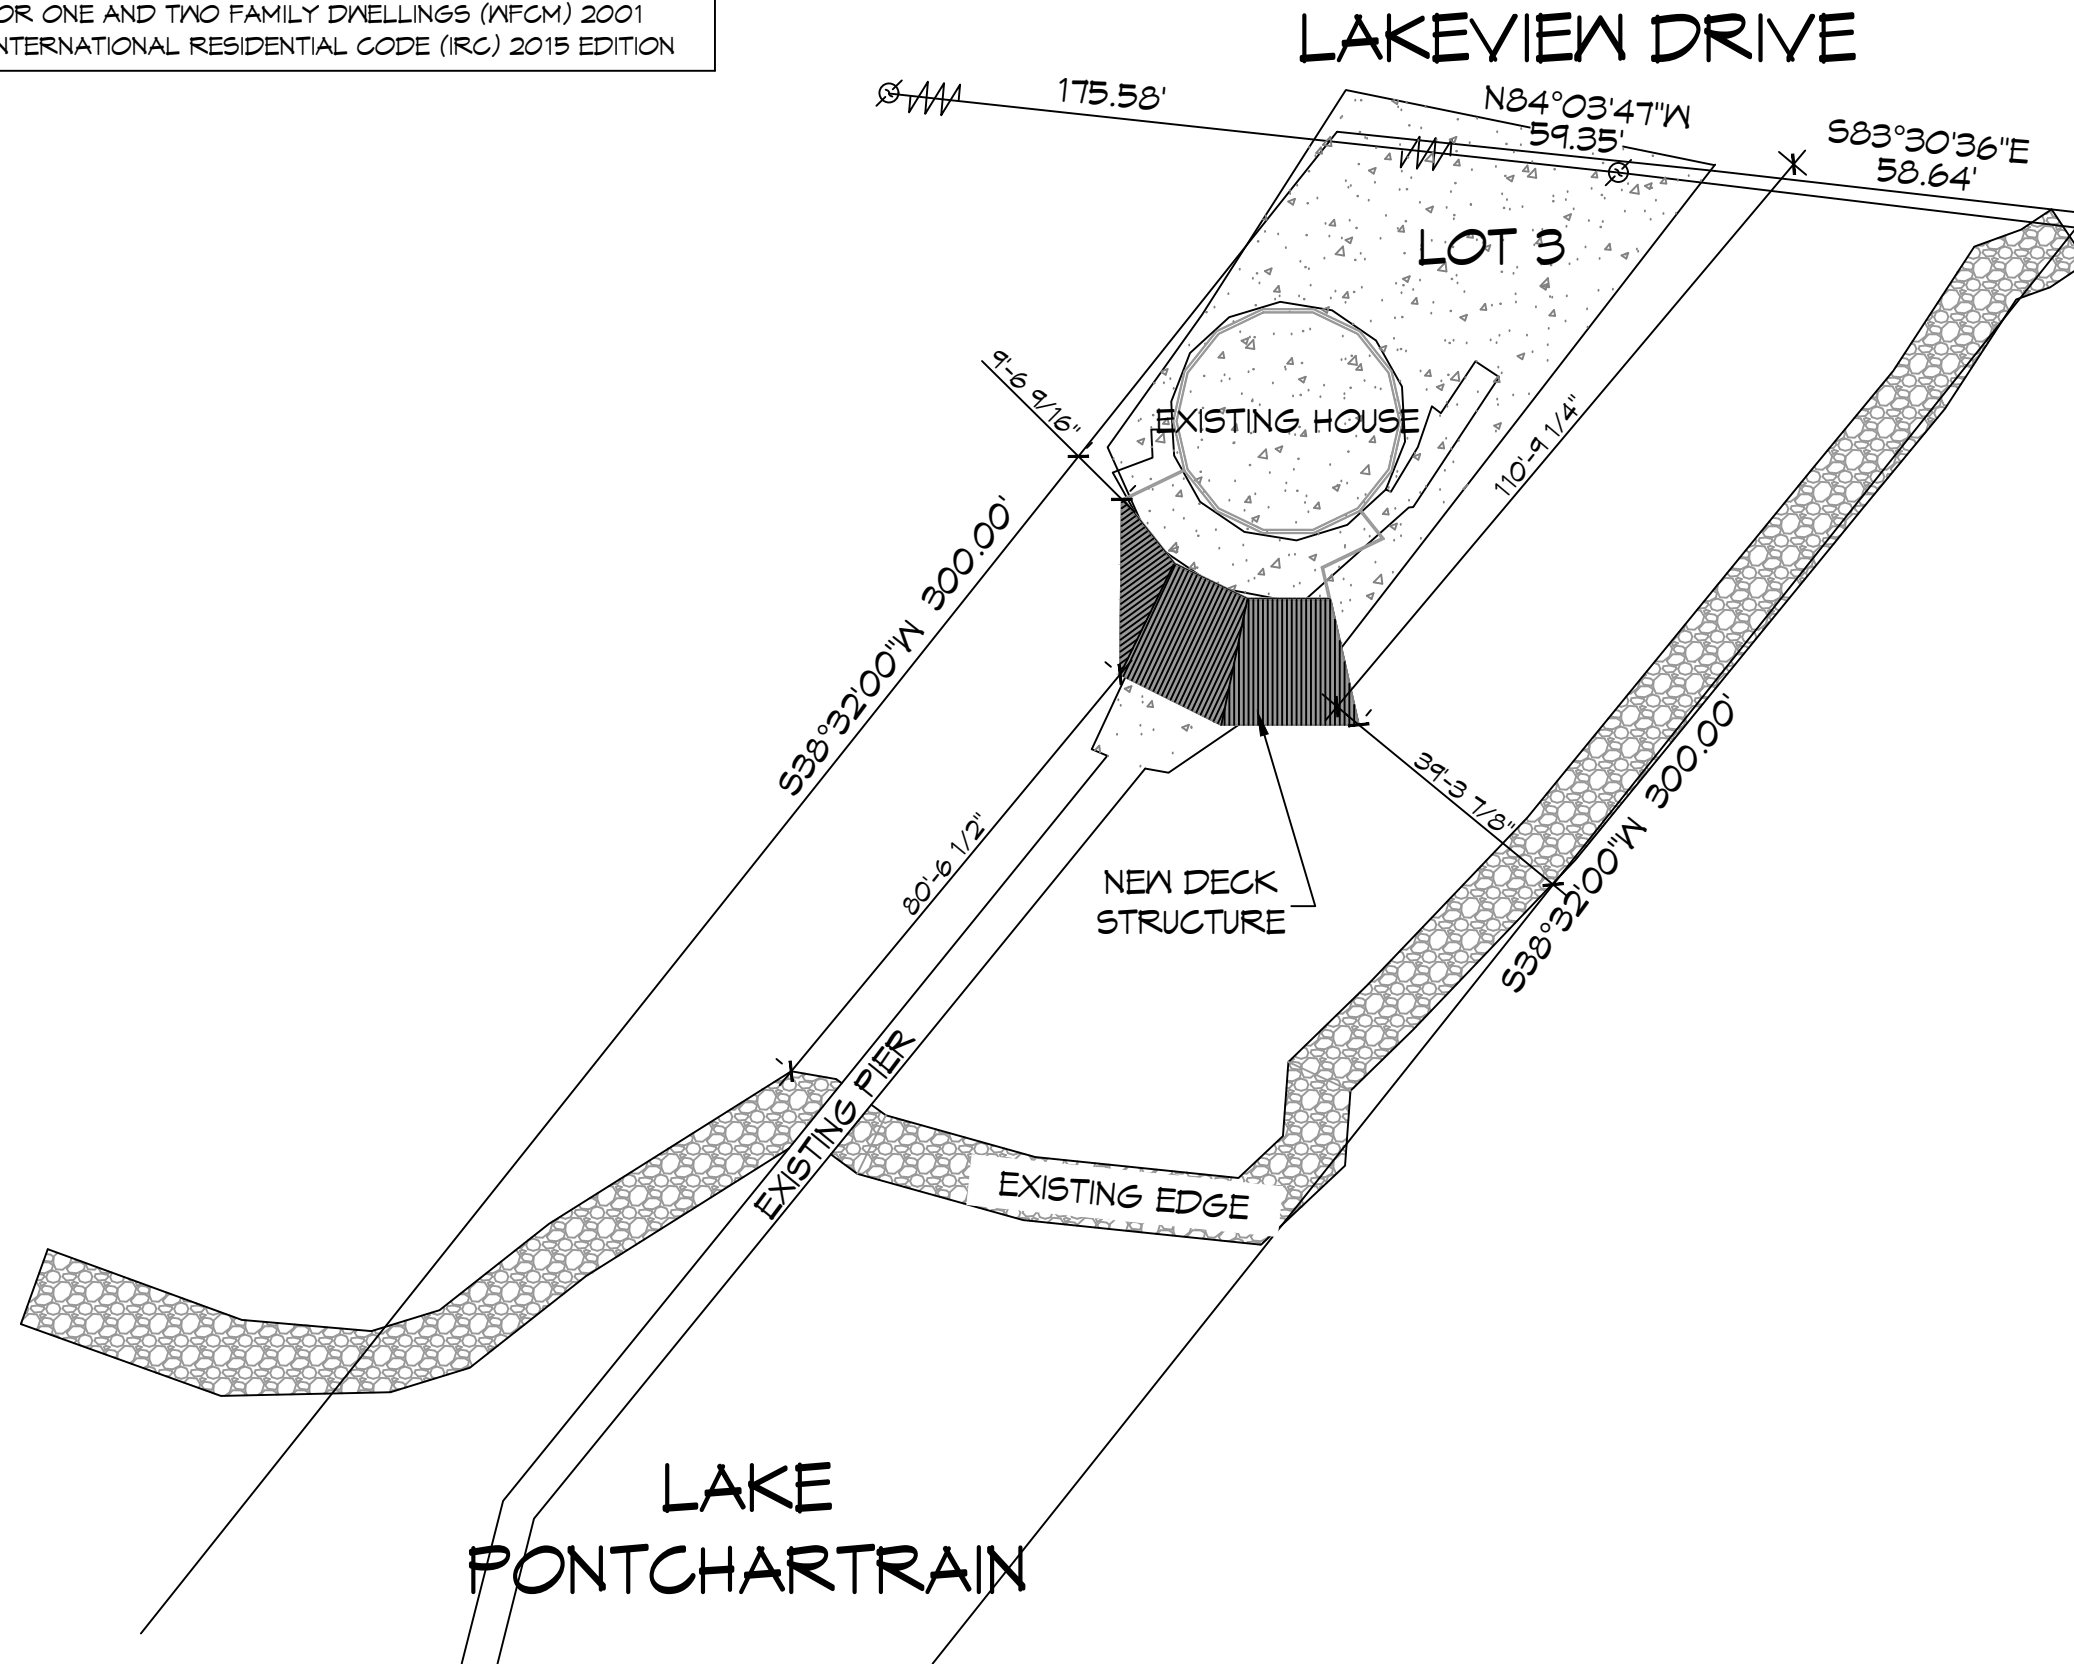 OR ONE AND TWO FAMILY DWELLINGS (WFCM) 2001
NTERNATIONAL RESIDENTIAL CODE (IRC) 2015 EDITION
LAKEVIEW DRIVE
175.58'
N84°03'47"W
59.35'
S83°30'36"E
58.64'
LOT 3
9'-6 9/16"
EXISTING HOUSE
110'-9 1/4"
S38°32'00"W 300.00'
39'-3 7/8"
S38°32'00"W 300.00'
80'-6 1/2"
NEW DECK
STRUCTURE
EXISTING PIER
EXISTING EDGE
LAKE
PONTCHARTRAIN